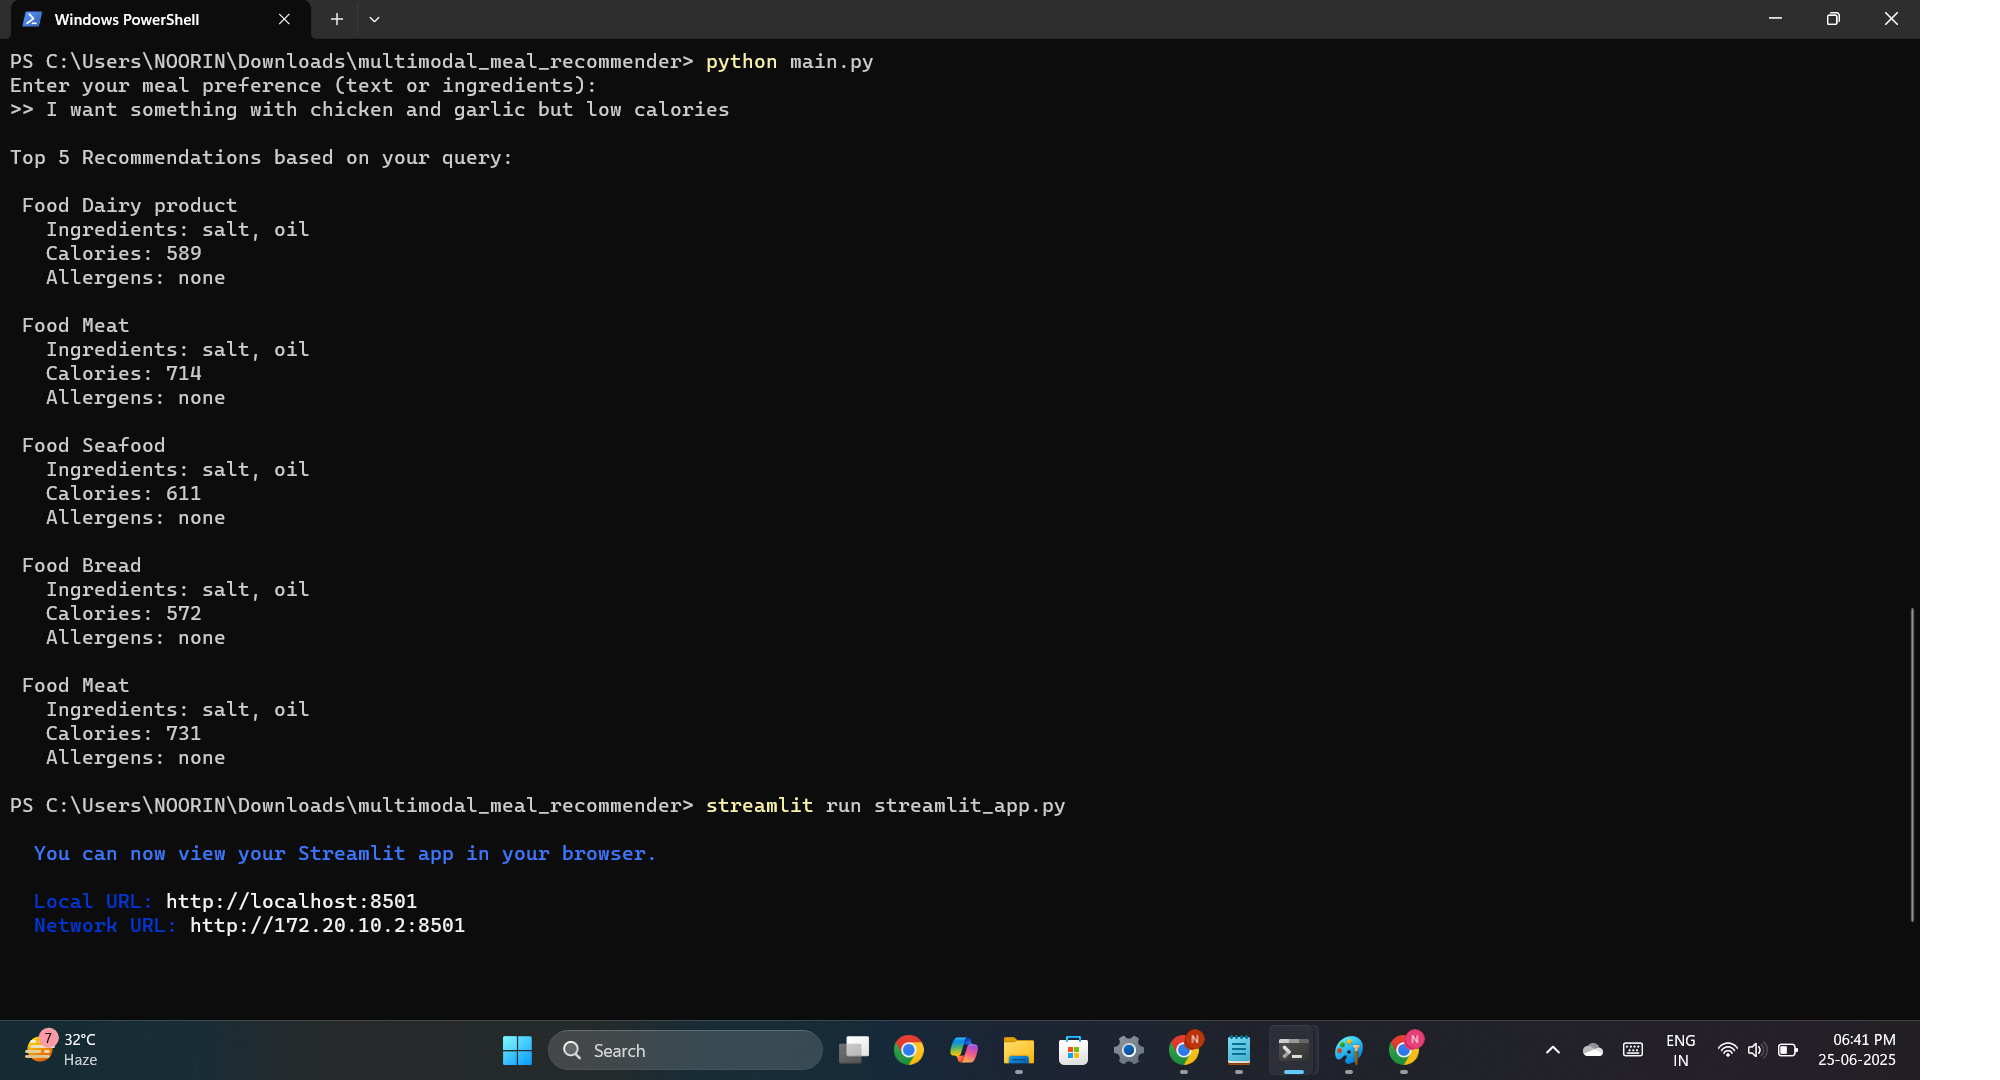 Windows PowerShell
PS C:\Users\NOORIN\Downloads\multimodal_meal_recommender> python main.py
Enter your meal preference (text or ingredients):
>> I want something with chicken and garlic but low calories
Top 5 Recommendations based on your query:
Food Dairy product
Ingredients: salt, oil
Calories: 589
Allergens: none
Food Meat
Ingredients: salt, oil
Calories: 714
Allergens: none
Food Seafood
Ingredients: salt, oil
Calories: 611
Allergens: none
Food Bread
Ingredients: salt, oil
Calories: 572
Allergens: none
Food Meat
Ingredients: salt, oil
Calories: 731
Allergens: none
PS C:\Users\NOORIN\Downloads\multimodal_meal_recommender> streamlit run streamlit_app.py
You can now view your Streamlit app in your browser.
Local URL: http://localhost:8501
Network URL: http://172.20.10.2:8501
7
32°C
Haze
Search
N
N
ENG
IN
06:41 PM
25-06-2025